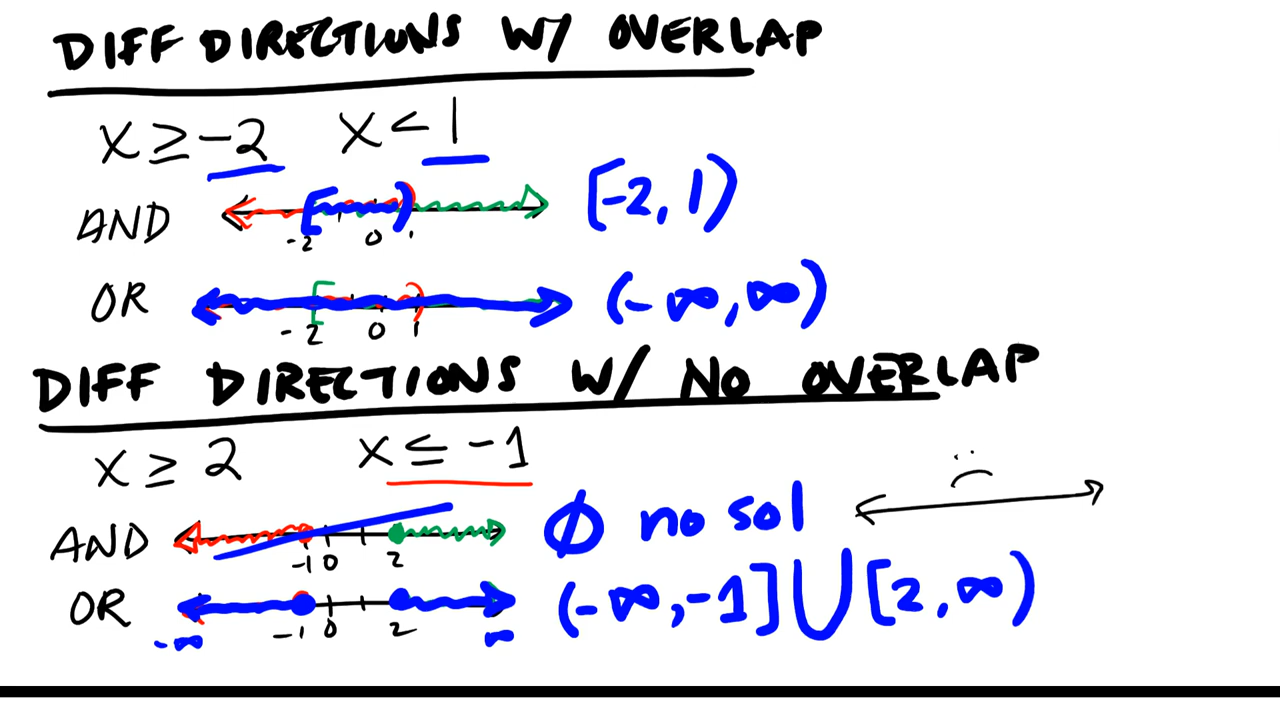 DIFF DIRECTIONS W/ OVERLAP
X ≥ -2 X < 1
AND [-2, 1)
-2 0 1
OR (-∞, ∞)
-2 0 1
DIFF DIRECTIONS W/ NO OVERLAP
X ≥ 2 X ≤ -1
AND Ø no sol
-1 0 2
OR (-∞, -1] ∪ [2, ∞)
-∞ -1 0 2 ∞